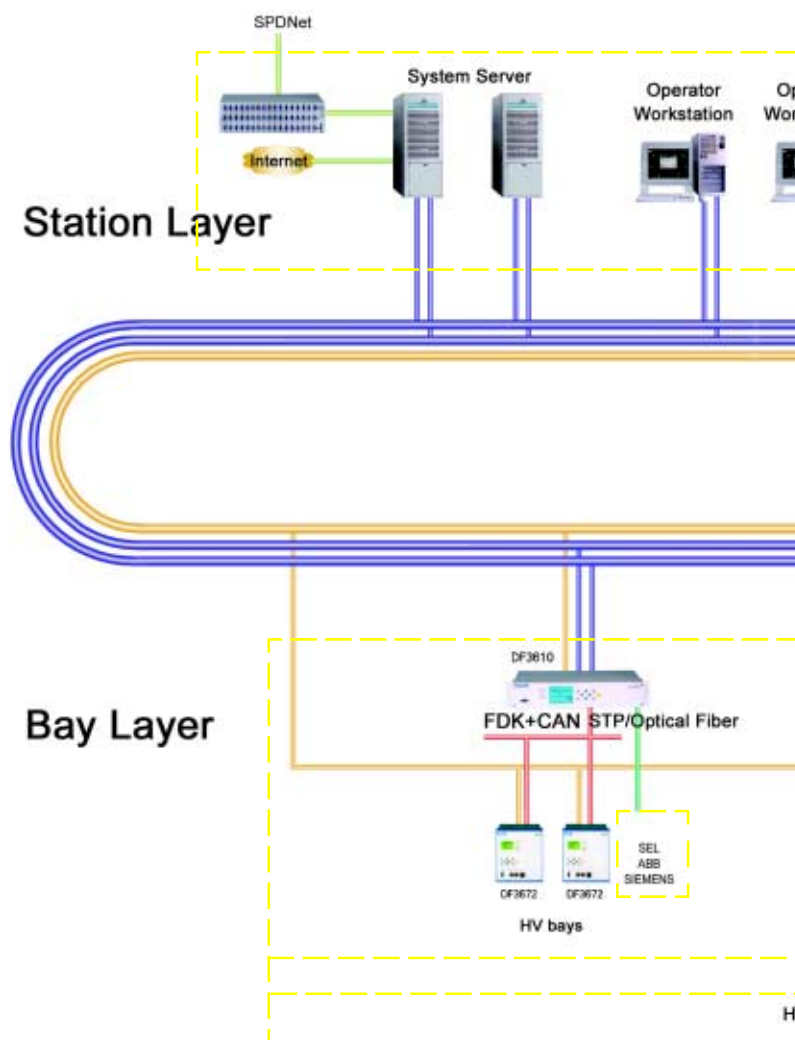 SPDNet
System Server
Operator
Workstation
Internet
Station Layer
DF3610
FDK+CAN STP/Optical Fiber
Bay Layer
SEL
ABB
SIEMENS
DF3672
DF3672
HV bays